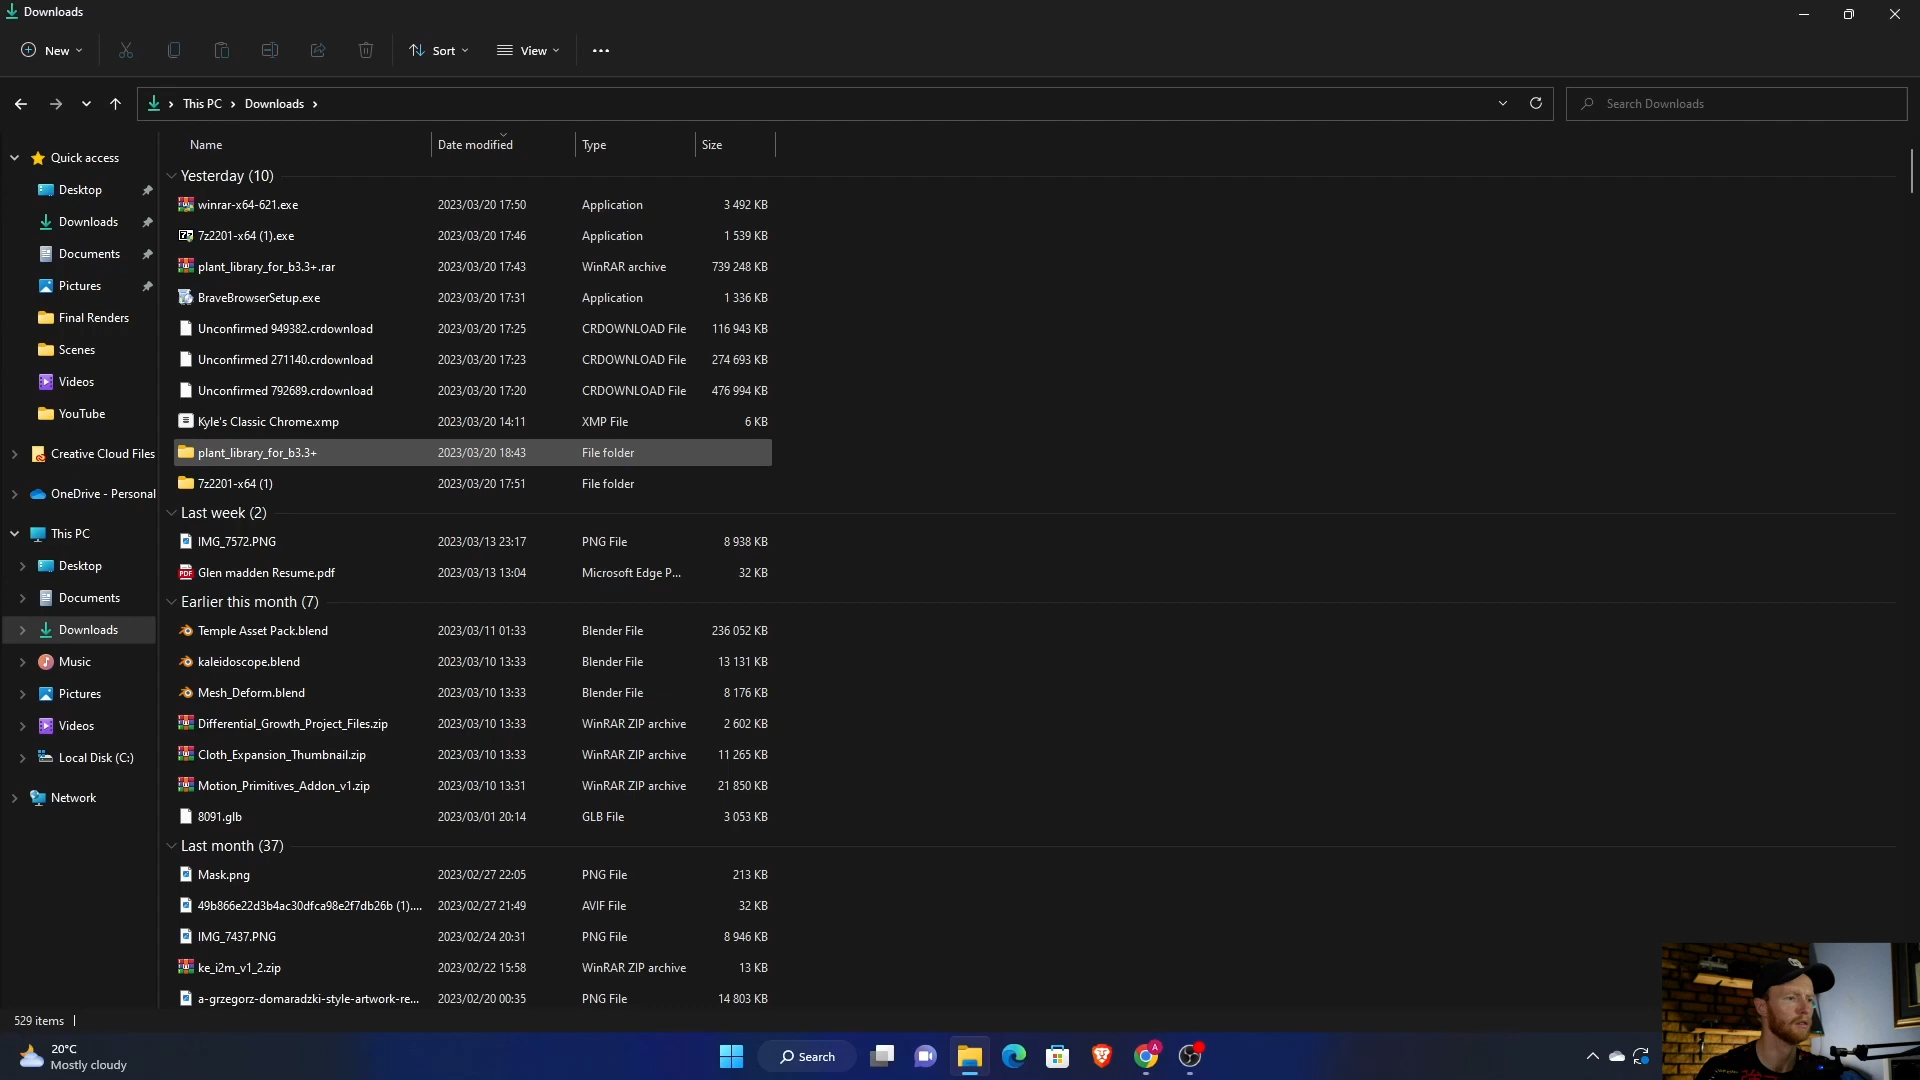 Downloads
New
Sort
View
This PC
Downloads
Search Downloads
Name
Date modified
Type
Size
Quick access
Desktop
Downloads
Documents
Pictures
Final Renders
Scenes
Videos
YouTube
Creative Cloud Files
OneDrive - Personal
This PC
Desktop
Documents
Downloads
Music
Pictures
Videos
Local Disk (C:)
Network
Yesterday (10)
winrar-x64-621.exe 2023/03/20 17:50 Application 3 492 KB
7z2201-x64 (1).exe 2023/03/20 17:46 Application 1 539 KB
plant_library_for_b3.3+.rar 2023/03/20 17:43 WinRAR archive 739 248 KB
BraveBrowserSetup.exe 2023/03/20 17:31 Application 1 336 KB
Unconfirmed 949382.crdownload 2023/03/20 17:25 CRDOWNLOAD File 116 943 KB
Unconfirmed 271140.crdownload 2023/03/20 17:23 CRDOWNLOAD File 274 693 KB
Unconfirmed 792689.crdownload 2023/03/20 17:20 CRDOWNLOAD File 476 994 KB
Kyle's Classic Chrome.xmp 2023/03/20 14:11 XMP File 6 KB
plant_library_for_b3.3+ 2023/03/20 18:43 File folder
7z2201-x64 (1) 2023/03/20 17:51 File folder
Last week (2)
IMG_7572.PNG 2023/03/13 23:17 PNG File 8 938 KB
Glen madden Resume.pdf 2023/03/13 13:04 Microsoft Edge P... 32 KB
Earlier this month (7)
Temple Asset Pack.blend 2023/03/11 01:33 Blender File 236 052 KB
kaleidoscope.blend 2023/03/10 13:33 Blender File 13 131 KB
Mesh_Deform.blend 2023/03/10 13:33 Blender File 8 176 KB
Differential_Growth_Project_Files.zip 2023/03/10 13:33 WinRAR ZIP archive 2 602 KB
Cloth_Expansion_Thumbnail.zip 2023/03/10 13:33 WinRAR ZIP archive 11 265 KB
Motion_Primitives_Addon_v1.zip 2023/03/10 13:31 WinRAR ZIP archive 21 850 KB
8091.glb 2023/03/01 20:14 GLB File 3 053 KB
Last month (37)
Mask.png 2023/02/27 22:05 PNG File 213 KB
49b866e22d3b4ac30dfca98e2f7db26b (1).... 2023/02/27 21:49 AVIF File 32 KB
IMG_7437.PNG 2023/02/24 20:31 PNG File 8 946 KB
ke_i2m_v1_2.zip 2023/02/22 15:58 WinRAR ZIP archive 13 KB
a-grzegorz-domaradzki-style-artwork-re... 2023/02/20 00:35 PNG File 14 803 KB
529 items
20°C
Mostly cloudy
Search